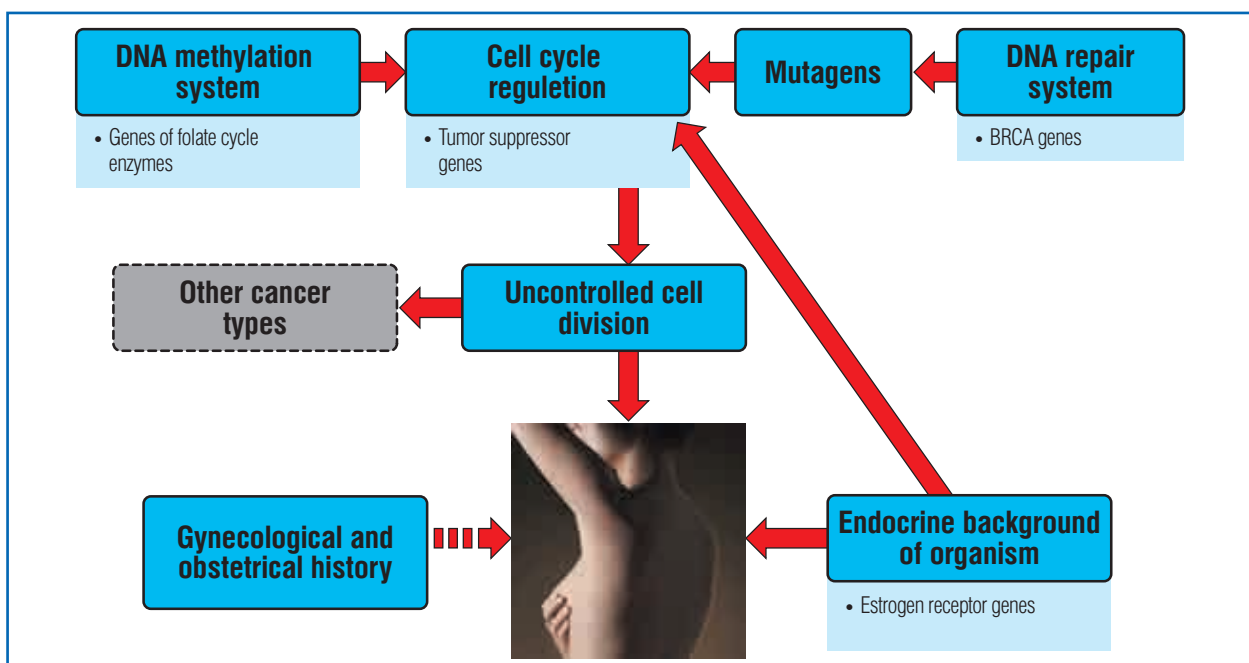 DNA methylation
system
• Genes of folate cycle
enzymes
Cell cycle
reguletion
• Tumor suppressor
genes
Mutagens
DNA repair
system
• BRCA genes
Other cancer
types
Uncontrolled cell
division
Gynecological and
obstetrical history
Endocrine background
of organism
• Estrogen receptor genes